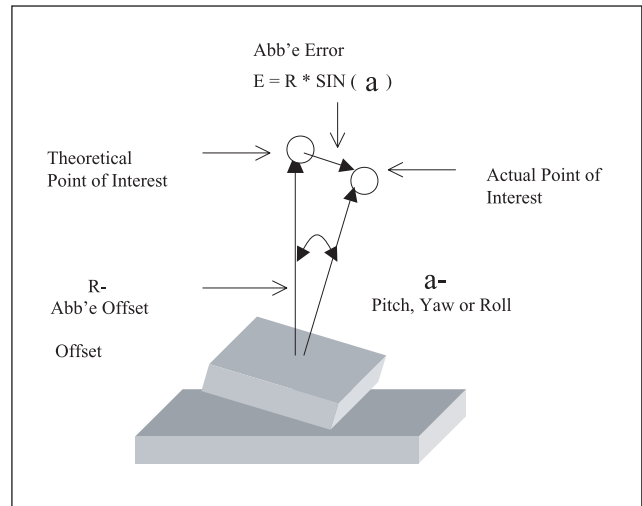 Abb'e Error
E = R * SIN ( a )
Theoretical
Point of Interest
Actual Point of
Interest
R-
Abb'e Offset
Offset
a-
Pitch, Yaw or Roll